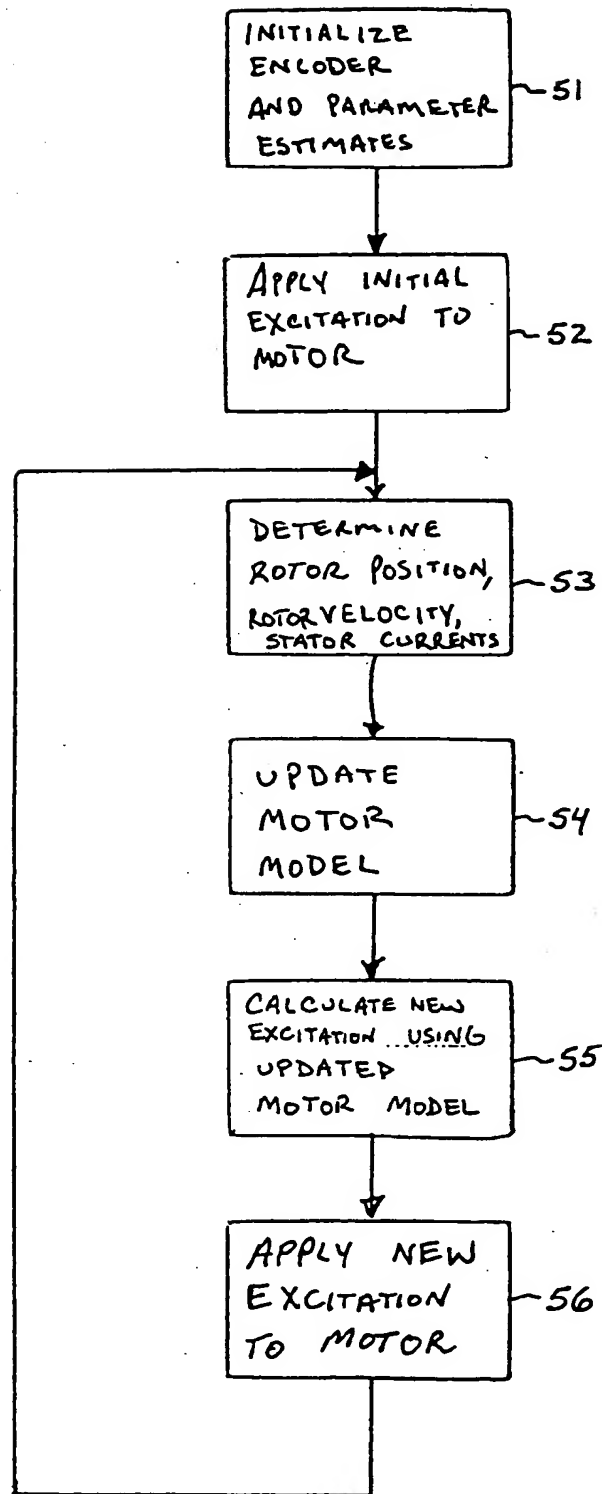 INITIALIZE
ENCODER
AND PARAMETER
ESTIMATES
51
APPLY INITIAL
EXCITATION TO
MOTOR
52
DETERMINE
ROTOR POSITION,
ROTOR VELOCITY,
STATOR CURRENTS
53
UPDATE
MOTOR
MODEL
54
CALCULATE NEW
EXCITATION USING
UPDATED
MOTOR MODEL
55
APPLY NEW
EXCITATION
TO MOTOR
56